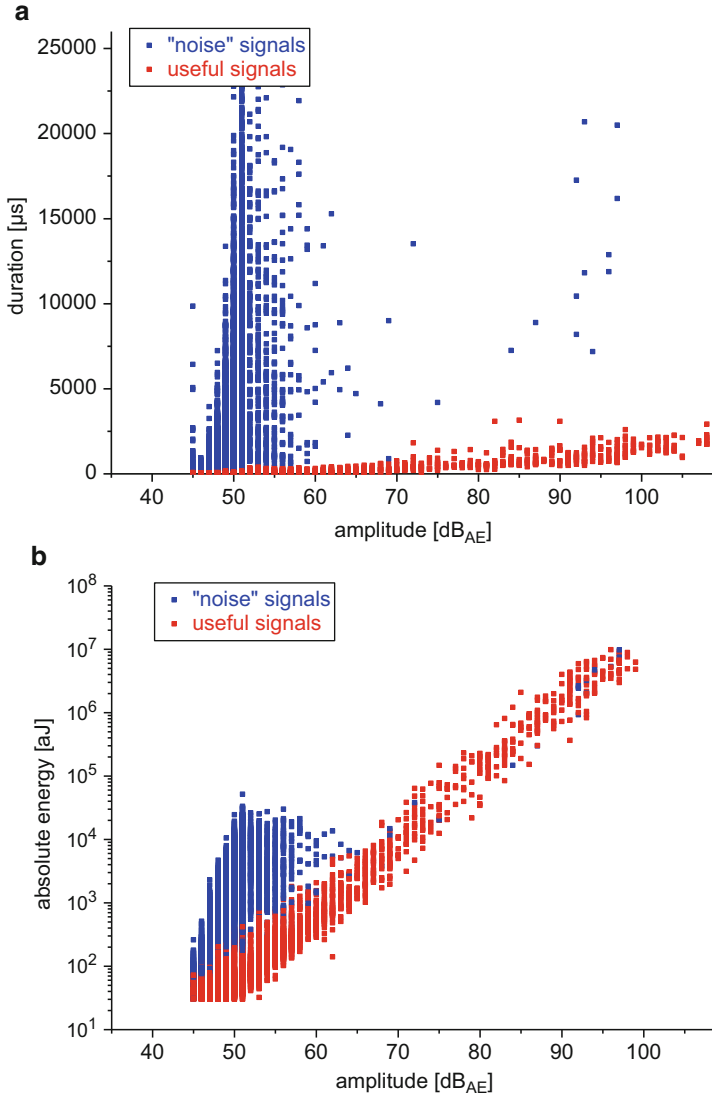 a
"noise" signals
useful signals
25000
20000
15000
10000
5000
0
duration [µs]
40 50 60 70 80 90 100
amplitude [dB_AE]
b
"noise" signals
useful signals
10^8
10^7
10^6
10^5
10^4
10^3
10^2
10^1
absolute energy [aJ]
40 50 60 70 80 90 100
amplitude [dB_AE]